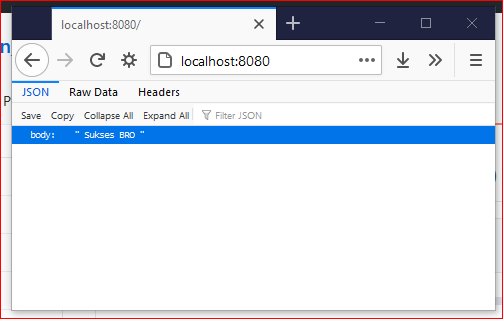 localhost:8080/
localhost:8080
JSON Raw Data Headers
Save Copy Collapse All Expand All Filter JSON
body: " Sukses BRO "